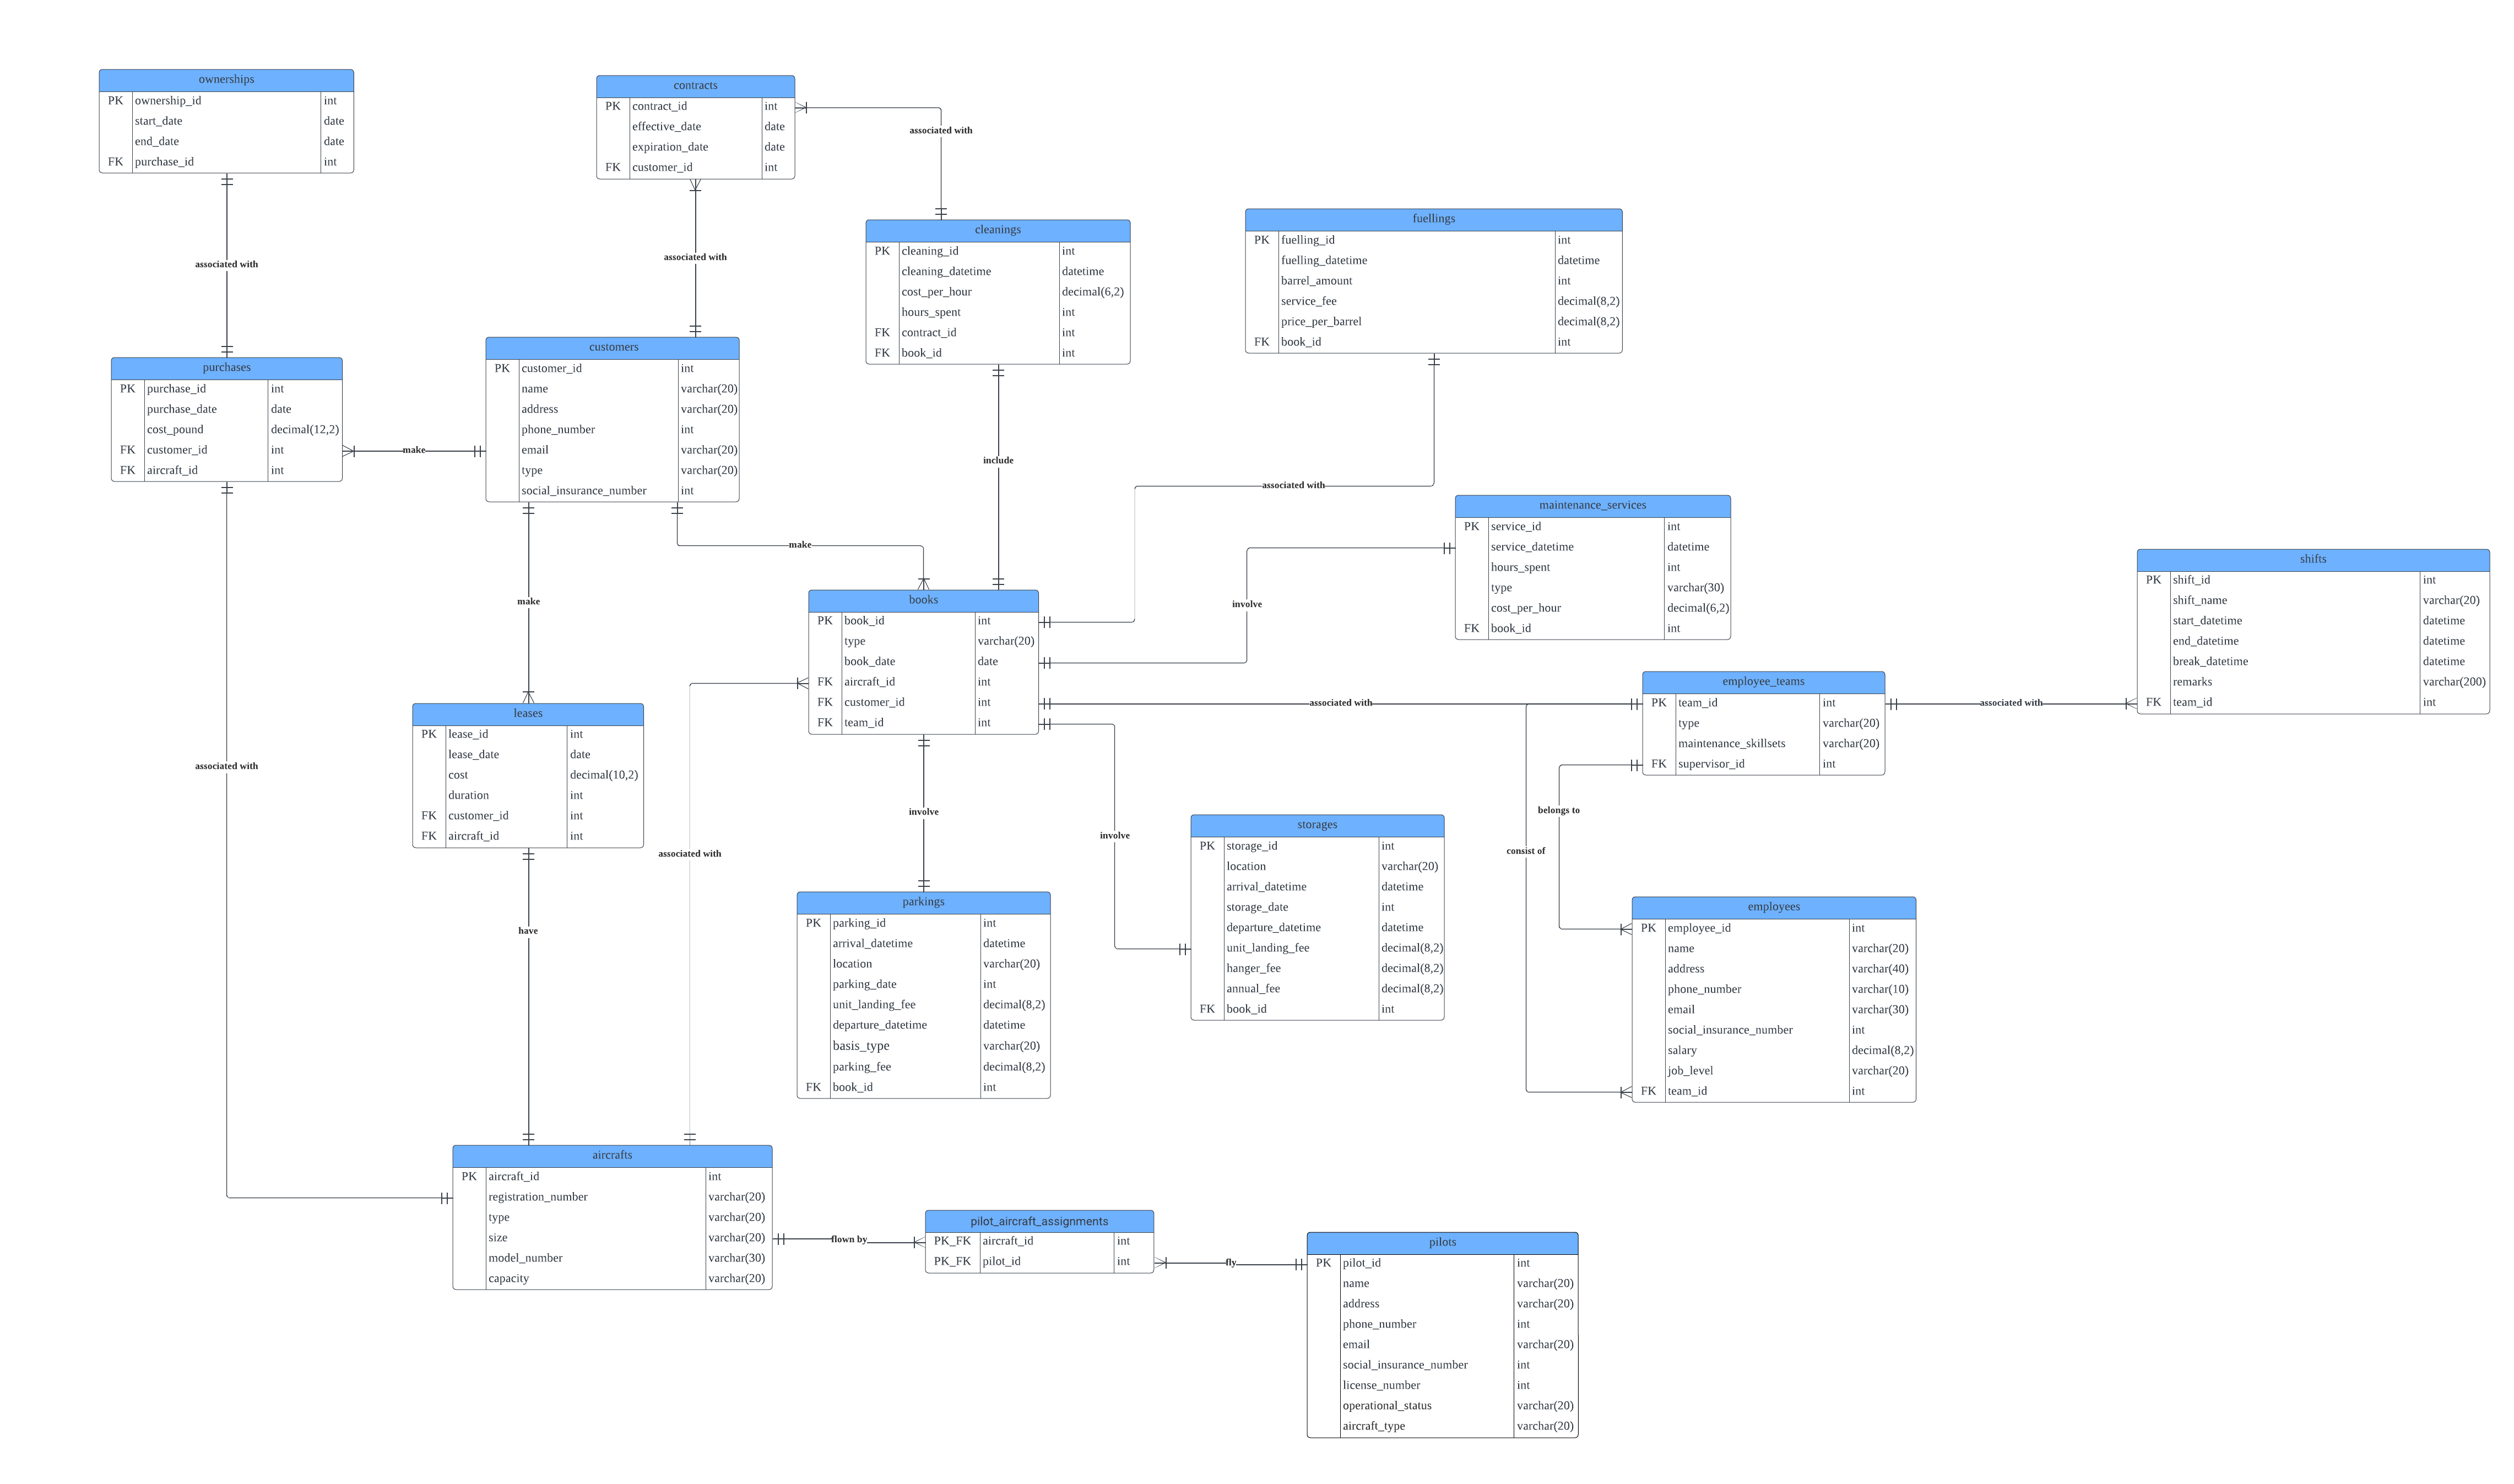 ownerships
PK ownership_id int
start_date date
end_date date
FK purchase_id int
contracts
PK contract_id int
effective_date date
expiration_date date
FK customer_id int
associated with
cleanings
PK cleaning_id int
cleaning_datetime datetime
cost_per_hour decimal(6,2)
hours_spent int
FK contract_id int
FK book_id int
fuellings
PK fuelling_id int
fuelling_datetime datetime
barrel_amount int
service_fee decimal(8,2)
price_per_barrel decimal(8,2)
FK book_id int
associated with
associated with
purchases
PK purchase_id int
purchase_date date
cost_pound decimal(12,2)
FK customer_id int
FK aircraft_id int
make
customers
PK customer_id int
name varchar(20)
address varchar(20)
phone_number int
email varchar(20)
type varchar(20)
social_insurance_number int
include
associated with
maintenance_services
PK service_id int
service_datetime datetime
hours_spent int
type varchar(30)
cost_per_hour decimal(6,2)
FK book_id int
make
make
involve
shifts
PK shift_id int
shift_name varchar(20)
start_datetime datetime
end_datetime datetime
break_datetime datetime
remarks varchar(200)
FK team_id int
books
PK book_id int
type varchar(20)
book_date date
FK aircraft_id int
FK customer_id int
FK team_id int
associated with
employee_teams
PK team_id int
type varchar(20)
maintenance_skillsets varchar(20)
FK supervisor_id int
associated with
leases
PK lease_id int
lease_date date
cost decimal(10,2)
duration int
FK customer_id int
FK aircraft_id int
associated with
associated with
involve
involve
belongs to
consist of
storages
PK storage_id int
location varchar(20)
arrival_datetime datetime
storage_date int
departure_datetime datetime
unit_landing_fee decimal(8,2)
hanger_fee decimal(8,2)
annual_fee decimal(8,2)
FK book_id int
have
parkings
PK parking_id int
arrival_datetime datetime
location varchar(20)
parking_date int
unit_landing_fee decimal(8,2)
departure_datetime datetime
basis_type varchar(20)
parking_fee decimal(8,2)
FK book_id int
employees
PK employee_id int
name varchar(20)
address varchar(40)
phone_number varchar(10)
email varchar(30)
social_insurance_number int
salary decimal(8,2)
job_level varchar(20)
FK team_id int
aircrafts
PK aircraft_id int
registration_number varchar(20)
type varchar(20)
size varchar(20)
model_number varchar(30)
capacity varchar(20)
flown by
pilot_aircraft_assignments
PK_FK aircraft_id int
PK_FK pilot_id int
fly
pilots
PK pilot_id int
name varchar(20)
address varchar(20)
phone_number int
email varchar(20)
social_insurance_number int
license_number int
operational_status varchar(20)
aircraft_type varchar(20)